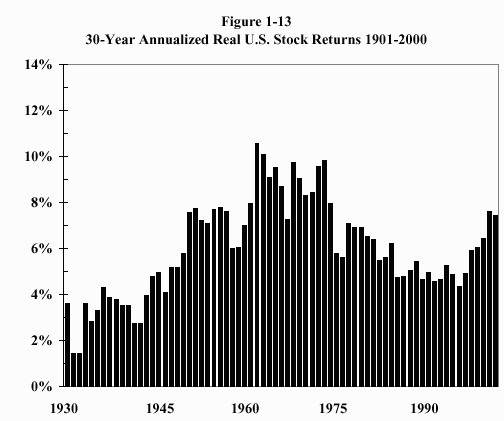 Figure 1-13
30-Year Annualized Real U.S. Stock Returns 1901-2000
14%
12%
10%
8%
6%
4%
2%
0%
1930 1945 1960 1975 1990